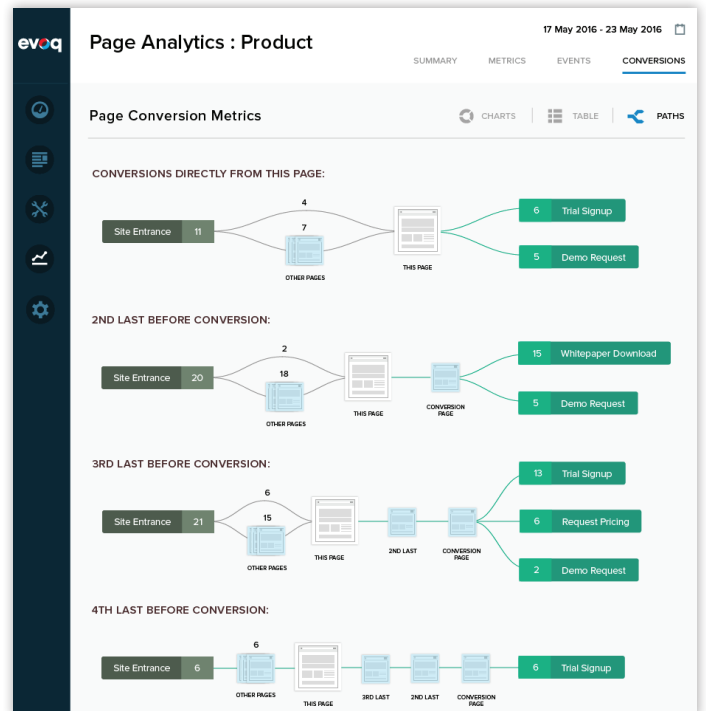 evoq
17 May 2016 - 23 May 2016
Page Analytics : Product
SUMMARY METRICS EVENTS CONVERSIONS
Page Conversion Metrics
CHARTS TABLE PATHS
CONVERSIONS DIRECTLY FROM THIS PAGE:
4
6 Trial Signup
7
Site Entrance 11
5 Demo Request
THIS PAGE
OTHER PAGES
2ND LAST BEFORE CONVERSION:
2
15 Whitepaper Download
18
Site Entrance 20
5 Demo Request
CONVERSION
PAGE
THIS PAGE
OTHER PAGES
3RD LAST BEFORE CONVERSION:
13 Trial Signup
6
15
Site Entrance 21
6 Request Pricing
2ND LAST
CONVERSION
PAGE
THIS PAGE
OTHER PAGES
2 Demo Request
4TH LAST BEFORE CONVERSION:
6
Site Entrance 6
6 Trial Signup
OTHER PAGES
THIS PAGE
3RD LAST
2ND LAST
CONVERSION
PAGE